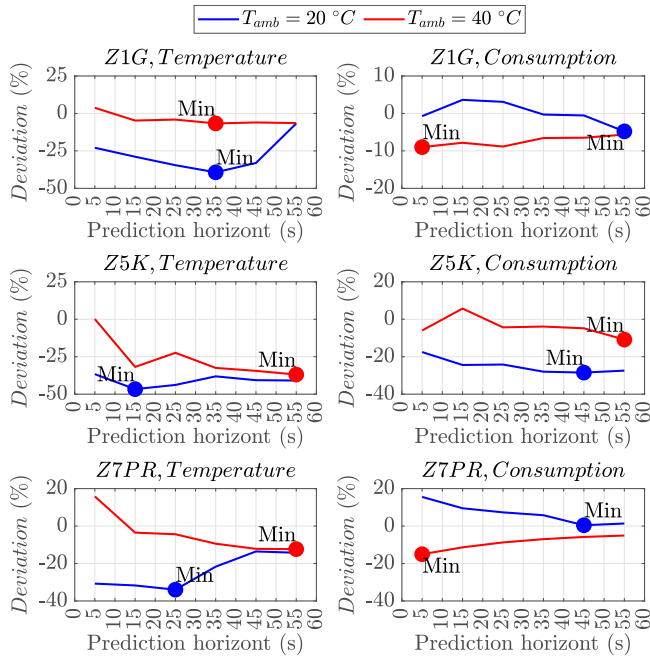 T_amb = 20 °C T_amb = 40 °C
Z1G, Temperature
Deviation (%)
25
0
-25
-50
Min
Min
0 5 10 15 20 25 30 35 40 45 50 55 60
Prediction horizont (s)
Z1G, Consumption
Deviation (%)
10
0
-10
-20
Min
Min
0 5 10 15 20 25 30 35 40 45 50 55 60
Prediction horizont (s)
Z5K, Temperature
Deviation (%)
25
0
-25
-50
Min
Min
0 5 10 15 20 25 30 35 40 45 50 55 60
Prediction horizont (s)
Z5K, Consumption
Deviation (%)
20
0
-20
-40
Min
Min
0 5 10 15 20 25 30 35 40 45 50 55 60
Prediction horizont (s)
Z7PR, Temperature
Deviation (%)
20
0
-20
-40
Min
Min
0 5 10 15 20 25 30 35 40 45 50 55 60
Prediction horizont (s)
Z7PR, Consumption
Deviation (%)
20
0
-20
-40
Min
Min
0 5 10 15 20 25 30 35 40 45 50 55 60
Prediction horizont (s)